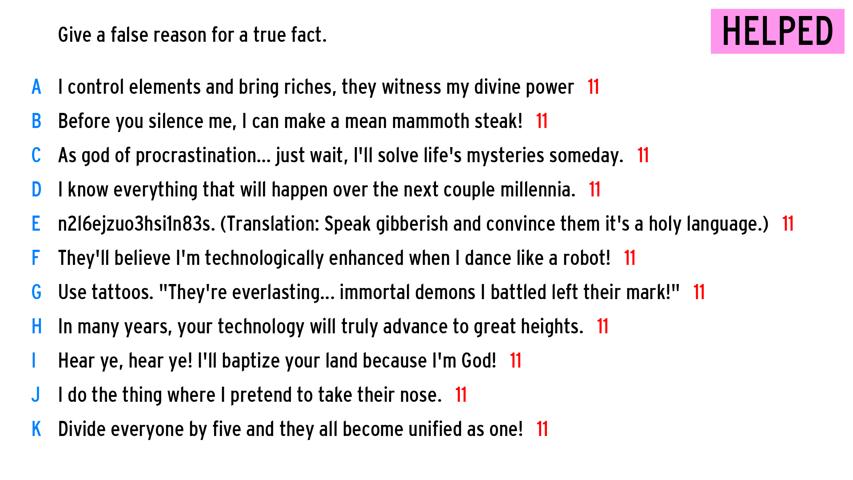 Give a false reason for a true fact.
HELPED
A I control elements and bring riches, they witness my divine power 11
B Before you silence me, I can make a mean mammoth steak! 11
C As god of procrastination... just wait, I'll solve life's mysteries someday. 11
D I know everything that will happen over the next couple millennia. 11
E n2l6ejzuo3hsi1n83s. (Translation: Speak gibberish and convince them it's a holy language.) 11
F They'll believe I'm technologically enhanced when I dance like a robot! 11
G Use tattoos. "They're everlasting... immortal demons I battled left their mark!" 11
H In many years, your technology will truly advance to great heights. 11
I Hear ye, hear ye! I'll baptize your land because I'm God! 11
J I do the thing where I pretend to take their nose. 11
K Divide everyone by five and they all become unified as one! 11